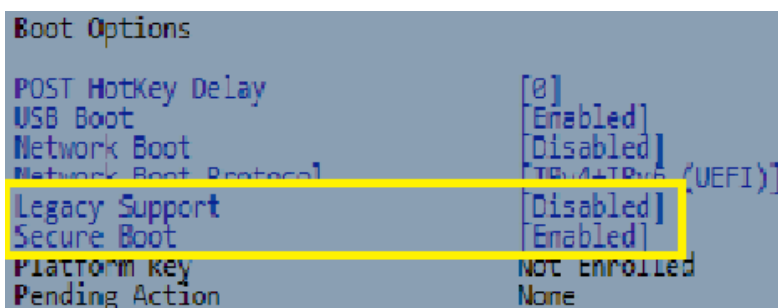 Boot Options
POST HotKey Delay [0]
USB Boot [Enabled]
Network Boot [Disabled]
Network Boot Protocol [IPv4+IPv6 (UEFI)]
Legacy Support [Disabled]
Secure Boot [Enabled]
Platform Key Not Enrolled
Pending Action None